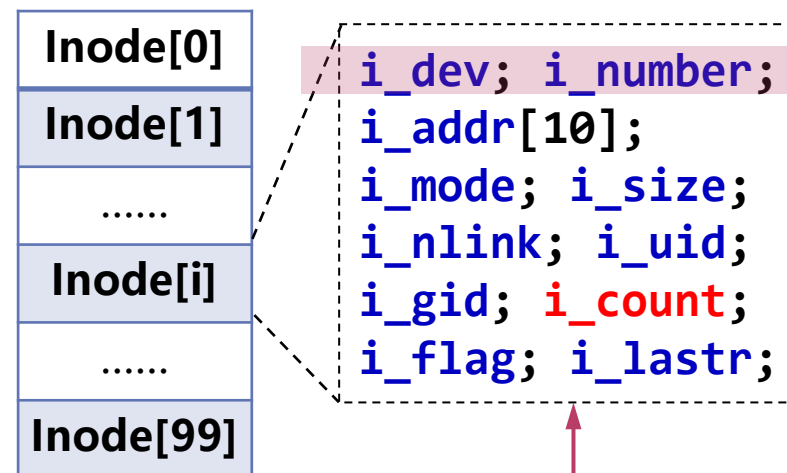 Inode[0]
Inode[1]
......
Inode[i]
......
Inode[99]
i_dev; i_number;
i_addr[10];
i_mode; i_size;
i_nlink; i_uid;
i_gid; i_count;
i_flag; i_lastr;